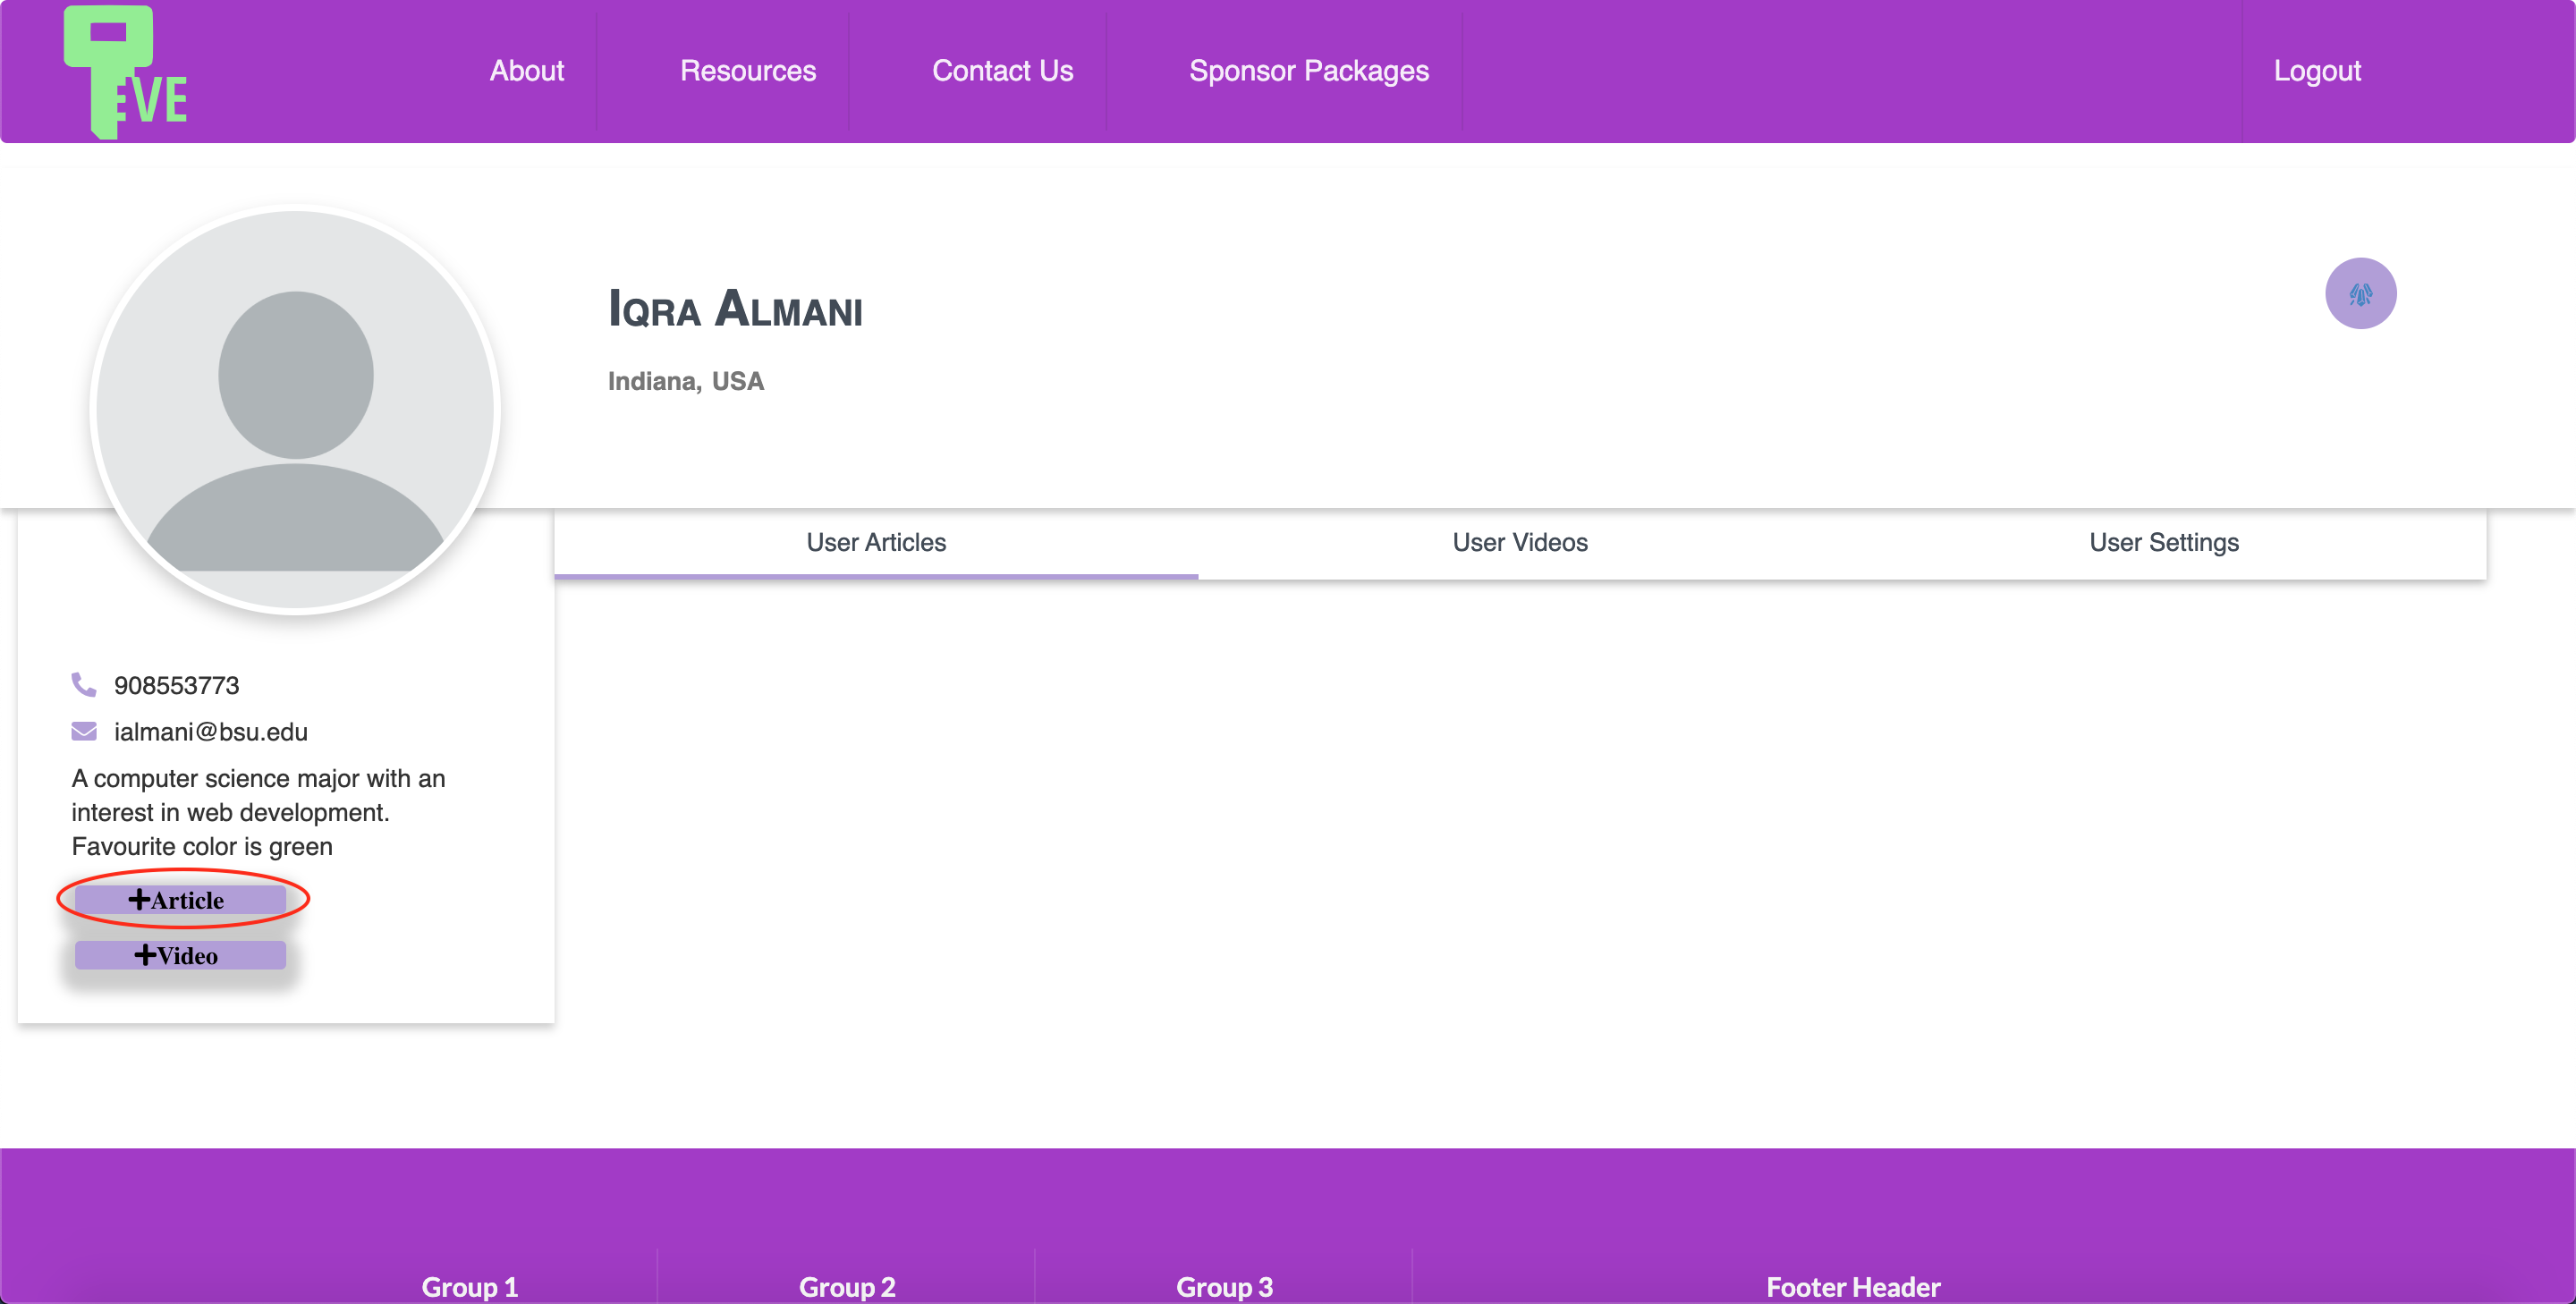 EVE
About
Resources
Contact Us
Sponsor Packages
Logout
Iqra Almani
Indiana, USA
User Articles
User Videos
User Settings
908553773
ialmani@bsu.edu
A computer science major with an
interest in web development.
Favourite color is green
+Article
+Video
Group 1
Group 2
Group 3
Footer Header